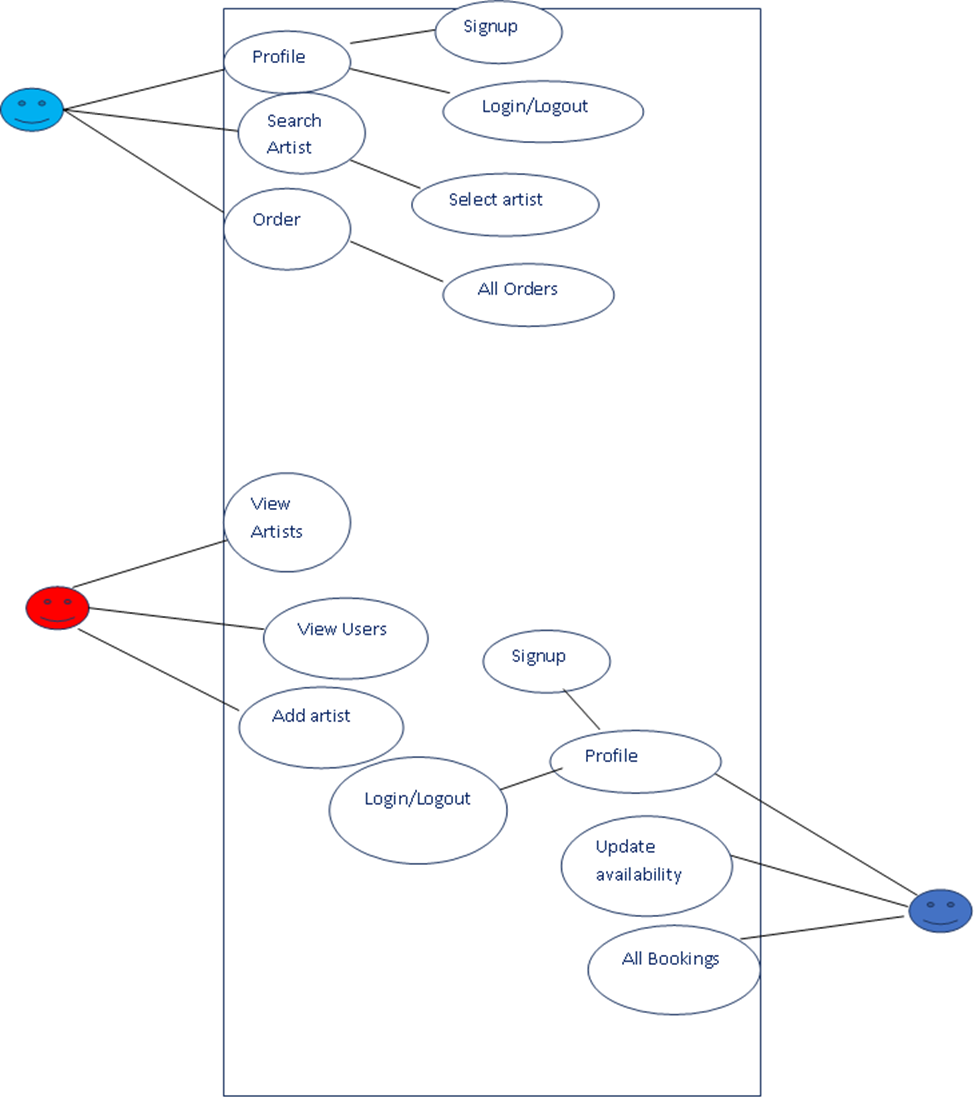 Signup
Profile
Login/Logout
Search
Artist
Select artist
Order
All Orders
View
Artists
View Users
Signup
Add artist
Profile
Login/Logout
Update
availability
All Bookings